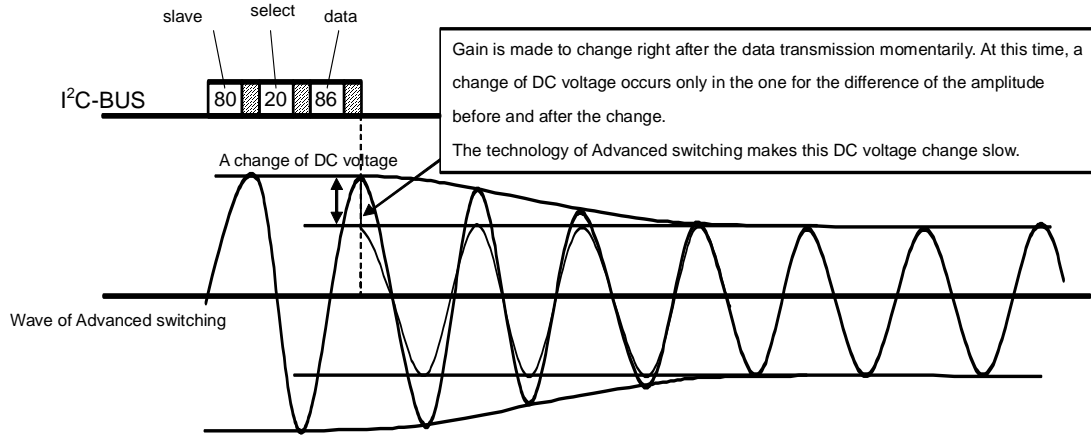 slave
select
data
I²C-BUS
80
20
86
Gain is made to change right after the data transmission momentarily. At this time, a
change of DC voltage occurs only in the one for the difference of the amplitude
before and after the change.
The technology of Advanced switching makes this DC voltage change slow.
A change of DC voltage
Wave of Advanced switching